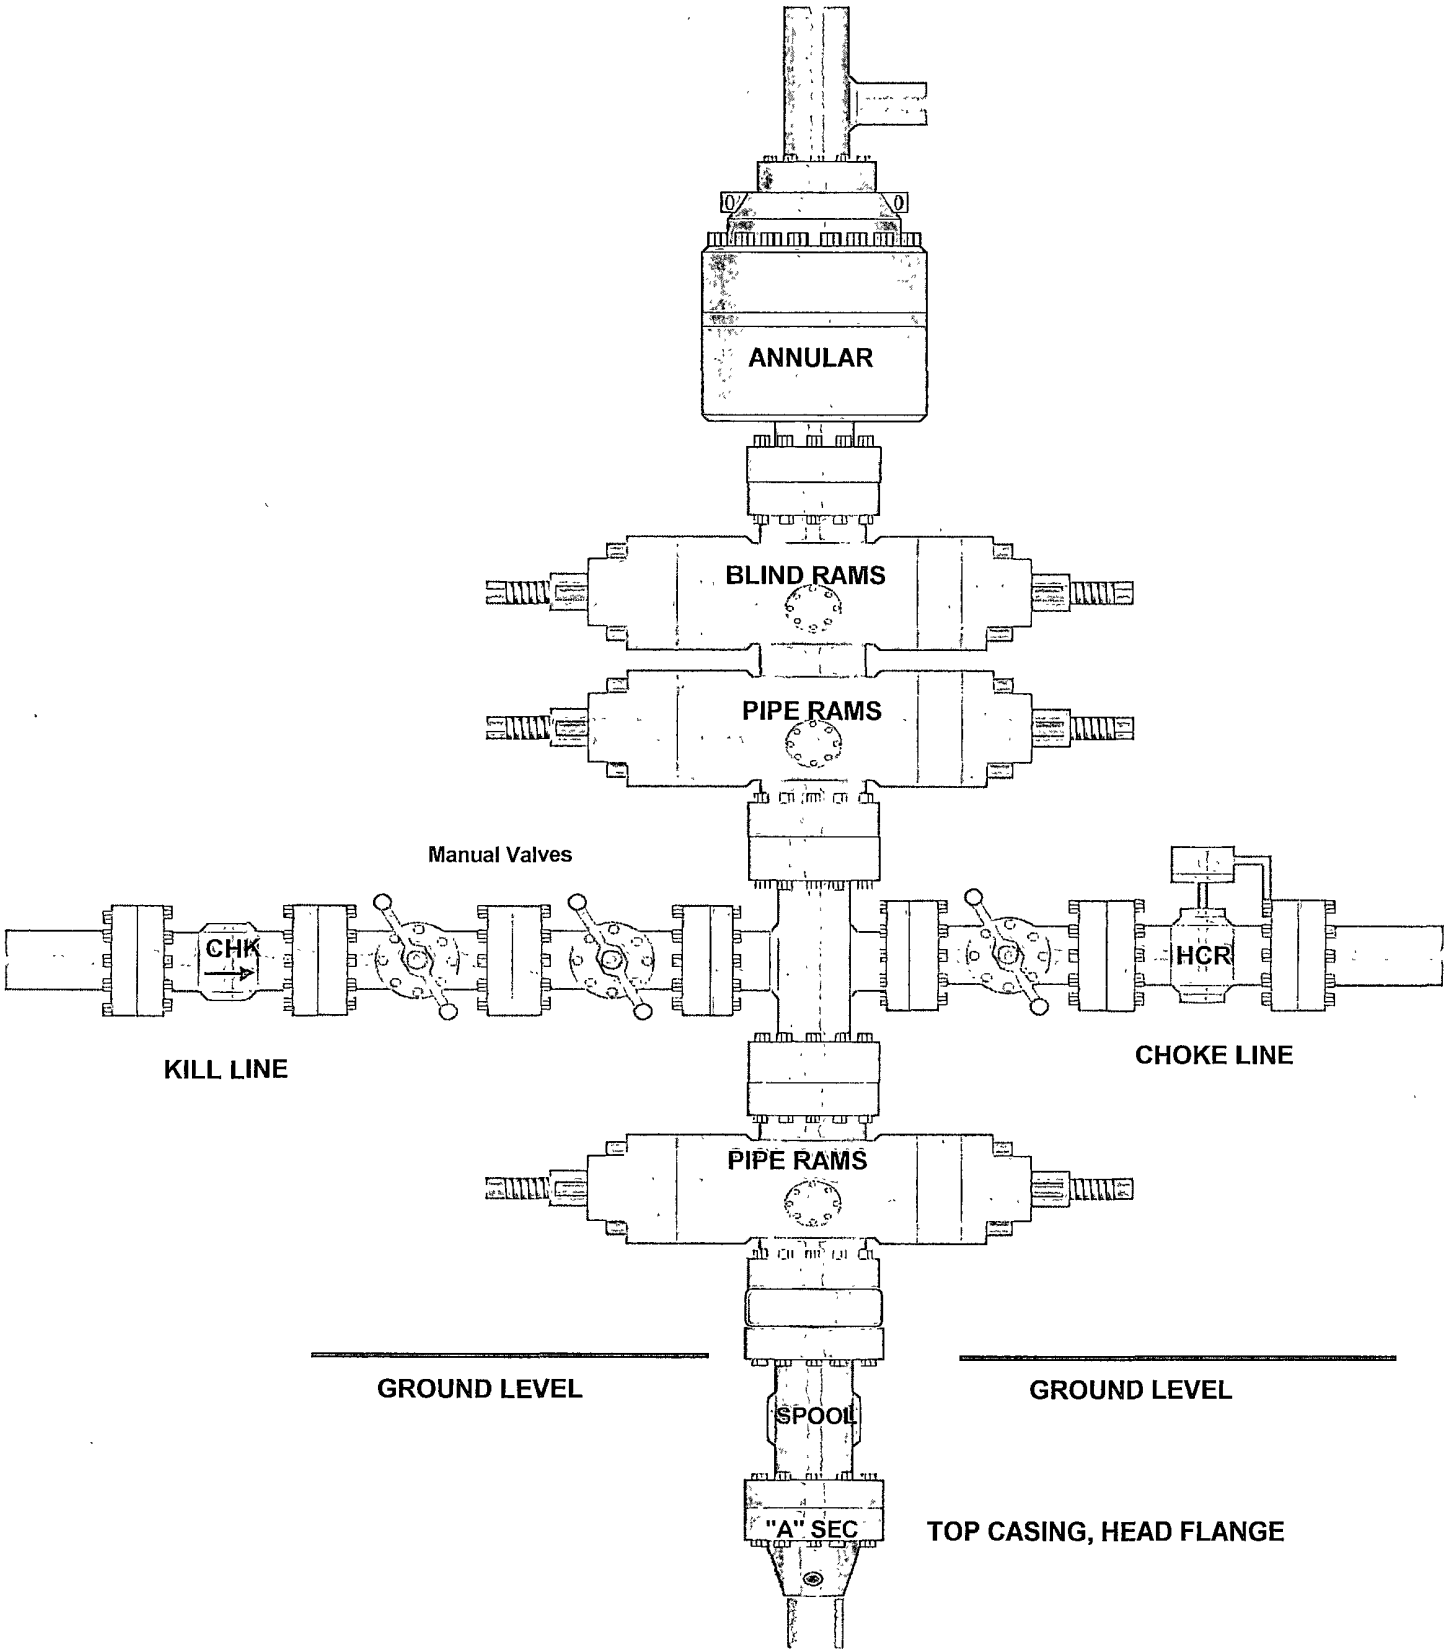 ANNULAR
BLIND RAMS
PIPE RAMS
Manual Valves
CHK
HCR
KILL LINE
CHOKE LINE
PIPE RAMS
GROUND LEVEL
GROUND LEVEL
SPOOL
"A" SEC
TOP CASING, HEAD FLANGE